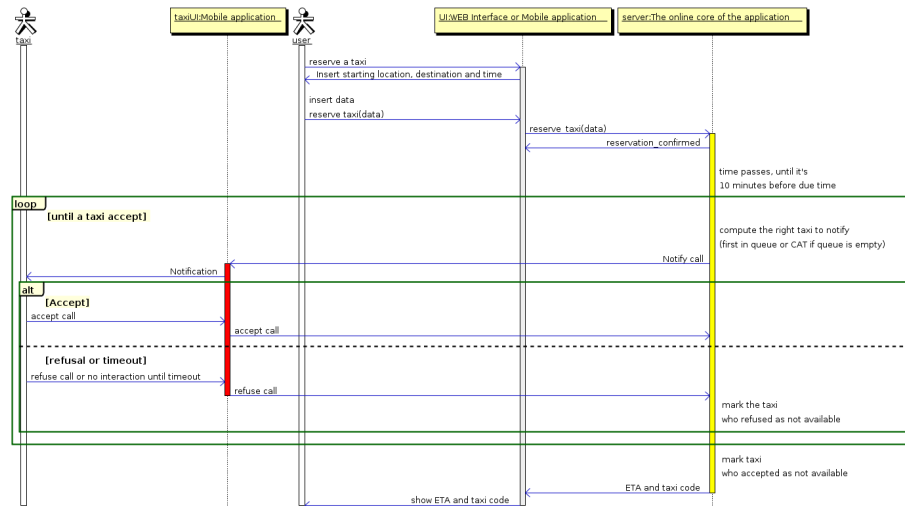 taxiUI:Mobile application
UI:WEB Interface or Mobile application
server:The online core of the application
taxi
user
reserve a taxi
Insert starting location, destination and time
insert data
reserve taxi(data)
reserve taxi(data)
reservation_confirmed
time passes, until it's
10 minutes before due time
loop
[until a taxi accept]
compute the right taxi to notify
(first in queue or CAT if queue is empty)
Notify call
Notification
alt
[Accept]
accept call
accept call
[refusal or timeout]
refuse call or no interaction until timeout
refuse call
mark the taxi
who refused as not available
mark taxi
who accepted as not available
ETA and taxi code
show ETA and taxi code